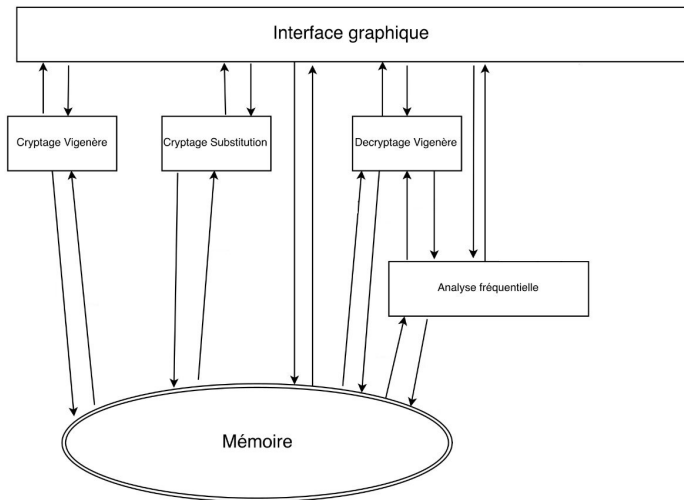 Interface graphique
Cryptage Vigenère
Cryptage Substitution
Decryptage Vigenère
Analyse fréquentielle
Mémoire